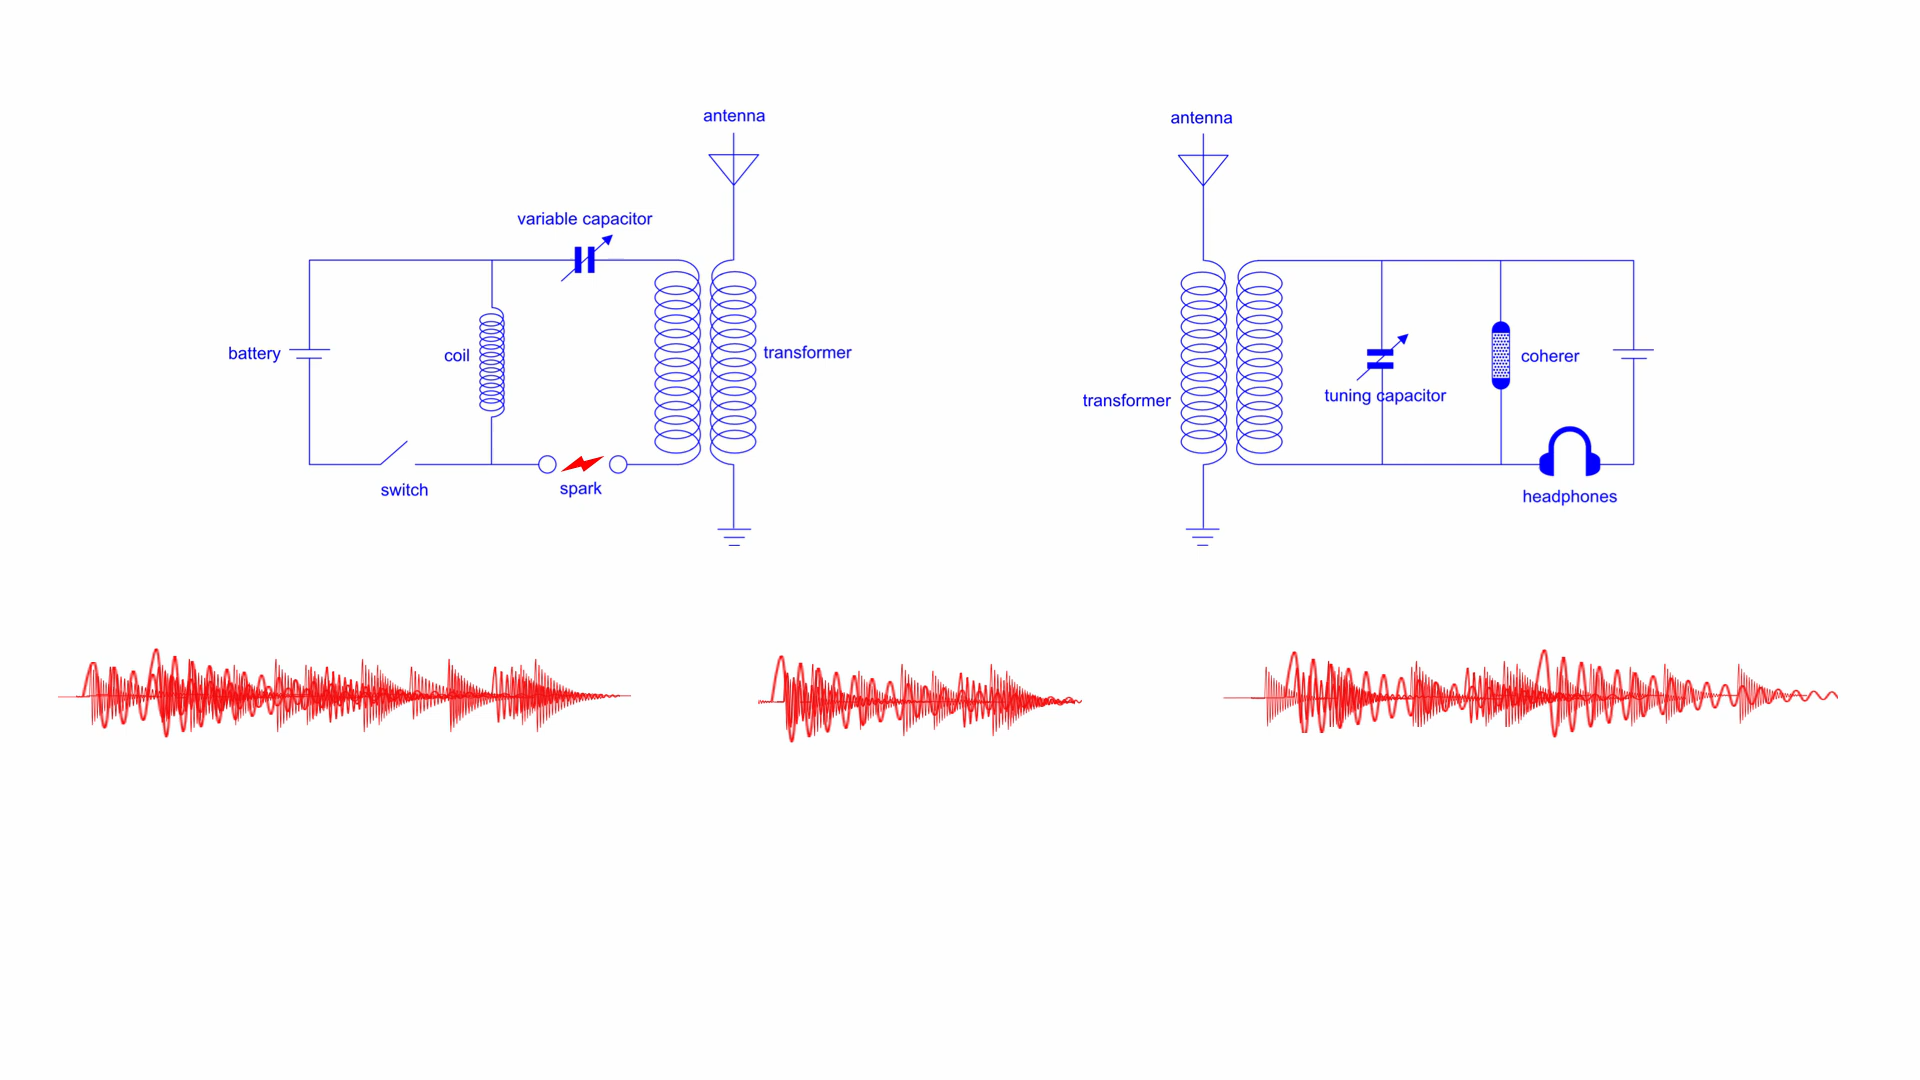 antenna
antenna
variable capacitor
battery
coil
transformer
transformer
tuning capacitor
coherer
switch
spark
headphones